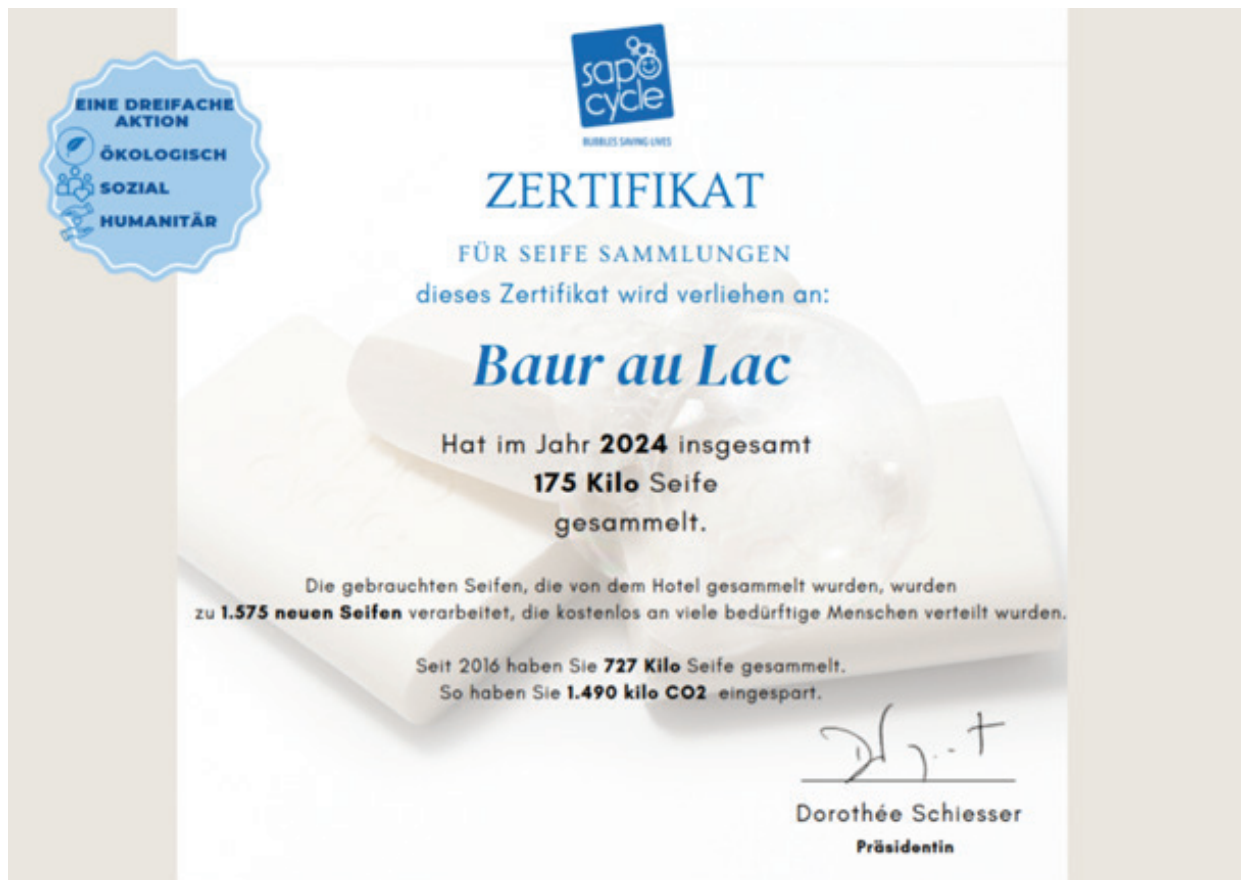 EINE DREIFACHE
AKTION
ÖKOLOGISCH
SOZIAL
HUMANITÄR
sapo
cycle
BUBBLES SAVING LIVES
ZERTIFIKAT
FÜR SEIFE SAMMLUNGEN
dieses Zertifikat wird verliehen an:
Baur au Lac
Hat im Jahr 2024 insgesamt
175 Kilo Seife
gesammelt.
Die gebrauchten Seifen, die von dem Hotel gesammelt wurden, wurden
zu 1.575 neuen Seifen verarbeitet, die kostenlos an viele bedürftige Menschen verteilt wurden.
Seit 2016 haben Sie 727 Kilo Seife gesammelt.
So haben Sie 1.490 kilo CO2 eingespart.
Dorothée Schiesser
Präsidentin